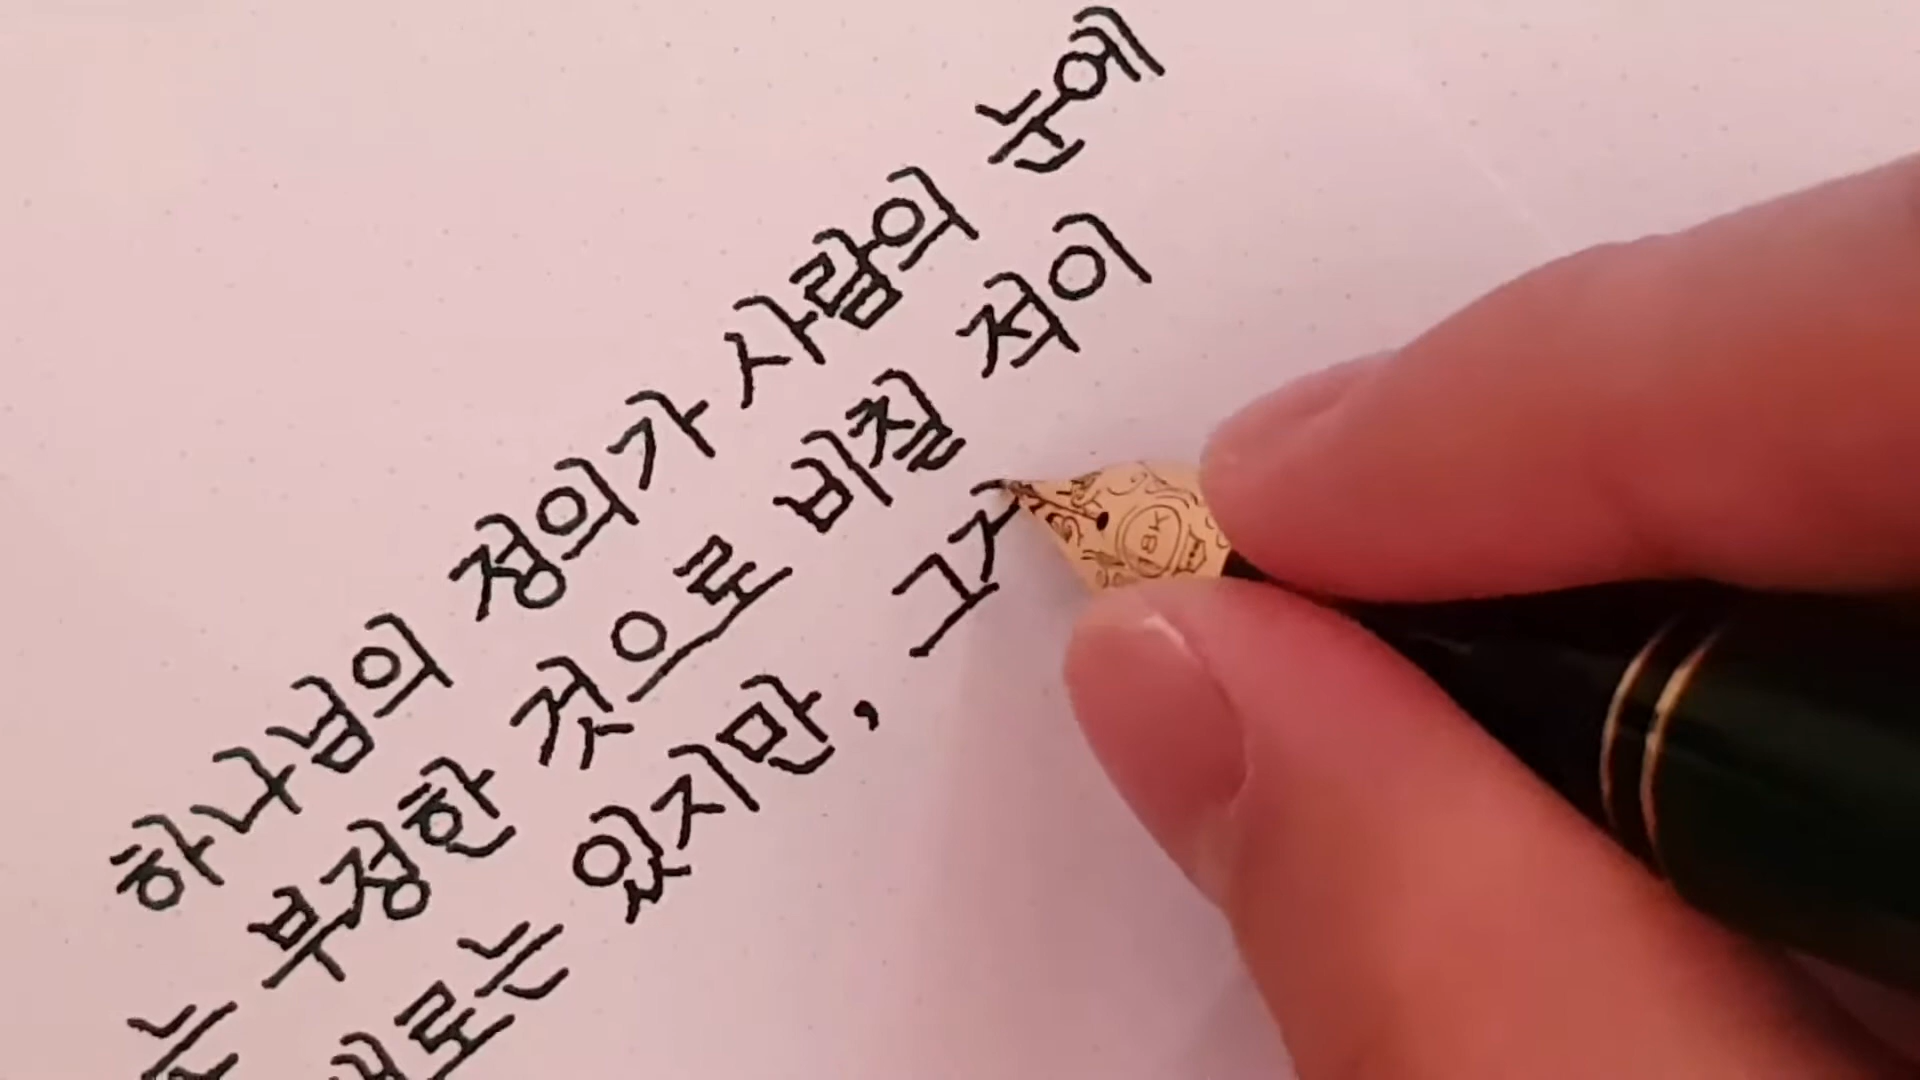 하나님의 정의가 사람의 눈에
는 부정한 것으로 비칠 적이
로는 있지만, 그
18K